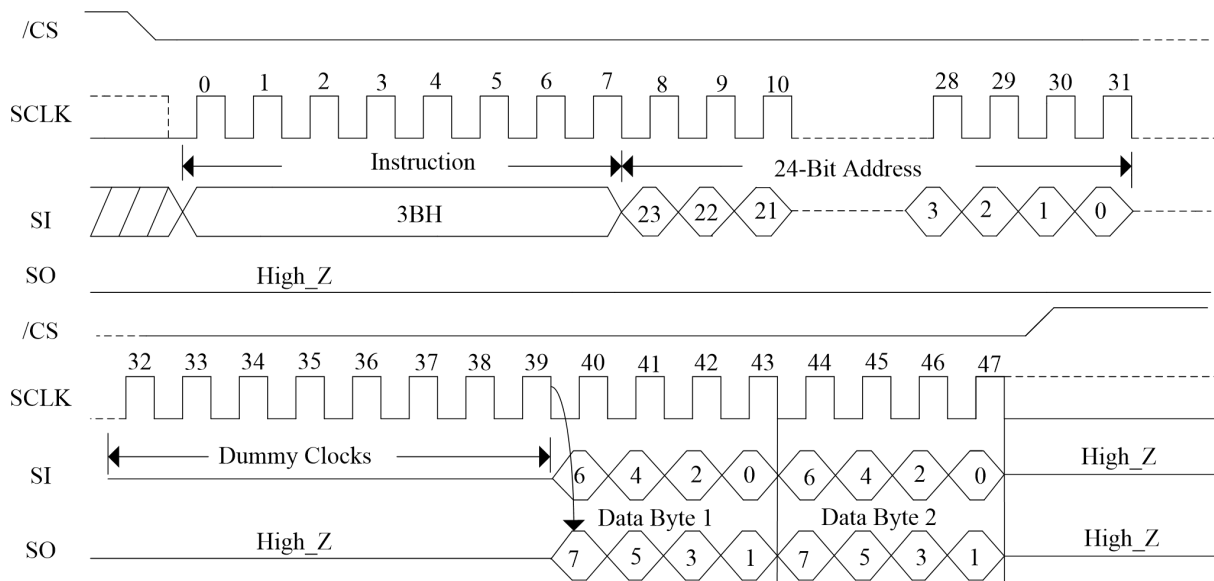 /CS
0 1 2 3 4 5 6 7 8 9 10 28 29 30 31
SCLK
Instruction 24-Bit Address
SI 3BH 23 22 21 3 2 1 0
SO High_Z
/CS
32 33 34 35 36 37 38 39 40 41 42 43 44 45 46 47
SCLK
Dummy Clocks High_Z
SI 6 4 2 0 6 4 2 0
Data Byte 1 Data Byte 2
SO High_Z 7 5 3 1 7 5 3 1 High_Z